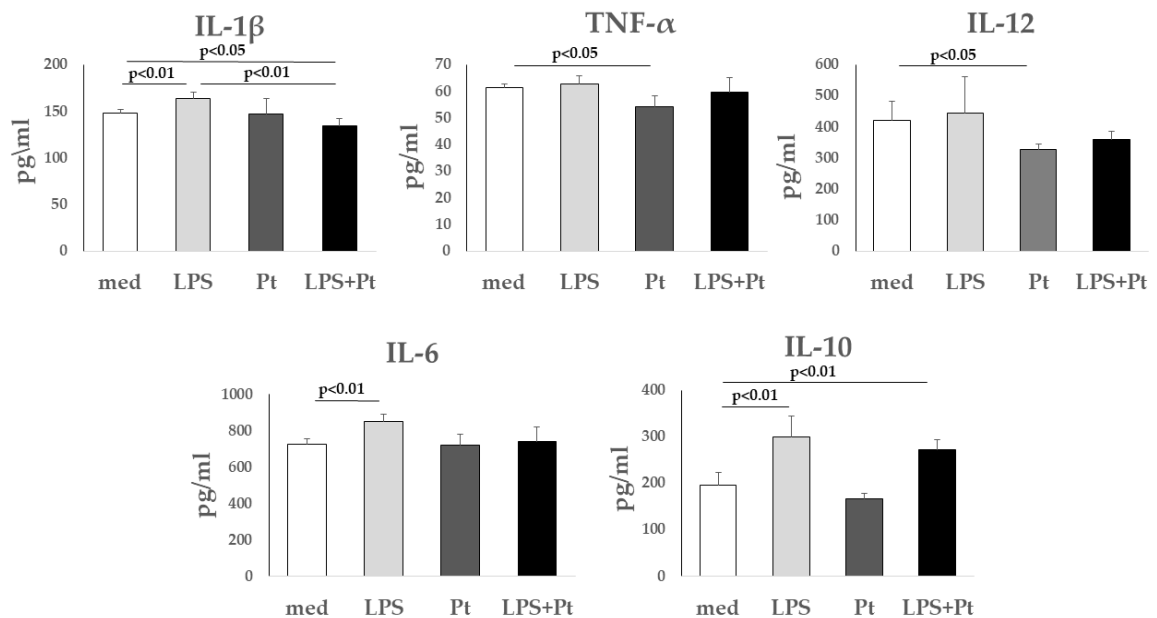 IL-1β
p<0.05
p<0.01 p<0.01
pg\ml
200
150
100
50
0
med LPS Pt LPS+Pt
TNF-α
p<0.05
pg/ml
70
60
50
40
30
20
10
0
med LPS Pt LPS+Pt
IL-12
p<0.05
pg/ml
600
500
400
300
200
100
0
med LPS Pt LPS+Pt
IL-6
p<0.01
pg/ml
1000
800
600
400
200
0
med LPS Pt LPS+Pt
IL-10
p<0.01
p<0.01
pg/ml
400
300
200
100
0
med LPS Pt LPS+Pt